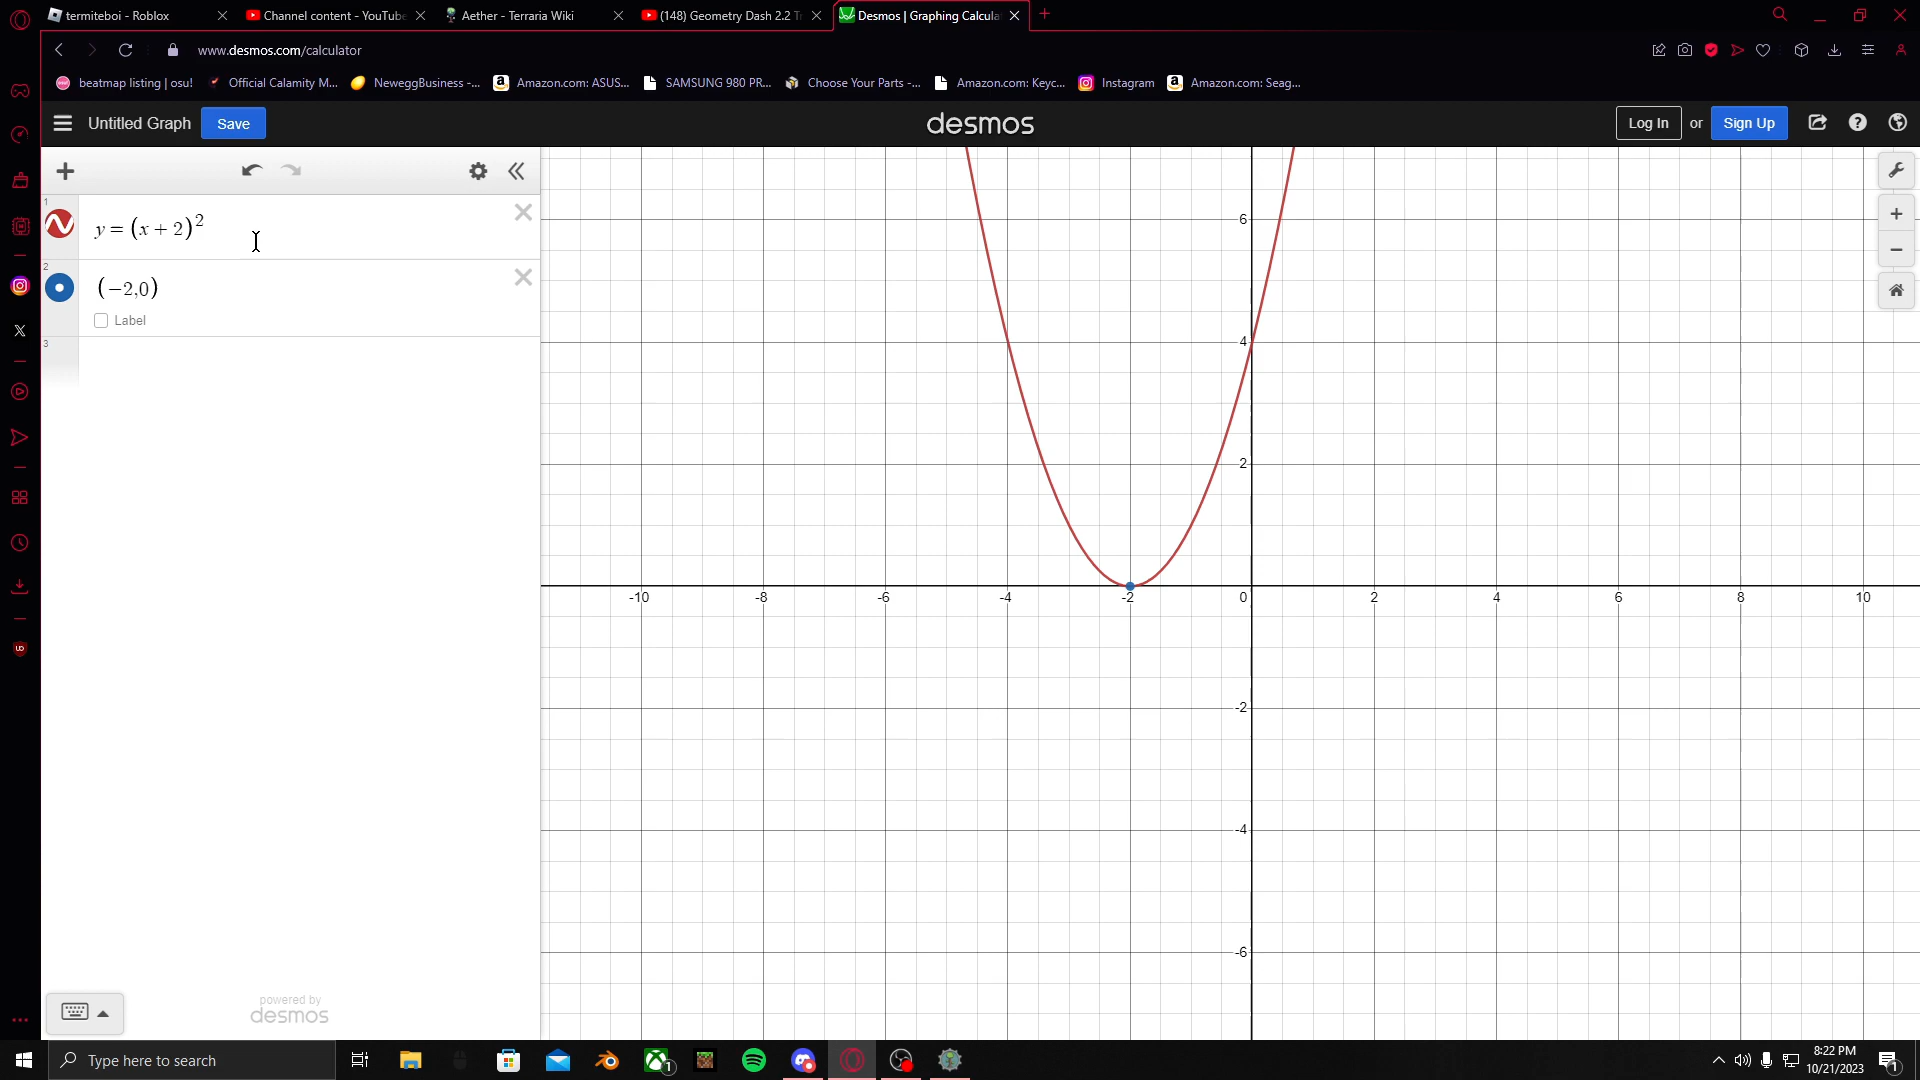 termiteboi - Roblox
Channel content - YouTube
Aether - Terraria Wiki
(148) Geometry Dash 2.2 Tr
Desmos | Graphing Calcula
www.desmos.com/calculator
beatmap listing | osu!
Official Calamity M...
NeweggBusiness -...
Amazon.com: ASUS...
SAMSUNG 980 PR...
Choose Your Parts -...
Amazon.com: Keyc...
Instagram
Amazon.com: Seag...
Untitled Graph
Save
desmos
Log In
or
Sign Up
1
y = (x + 2)²
2
(−2,0)
Label
3
6
4
2
-10
-8
-6
-4
-2
0
2
4
6
8
10
-2
-4
-6
powered by
desmos
Type here to search
8:22 PM
10/21/2023